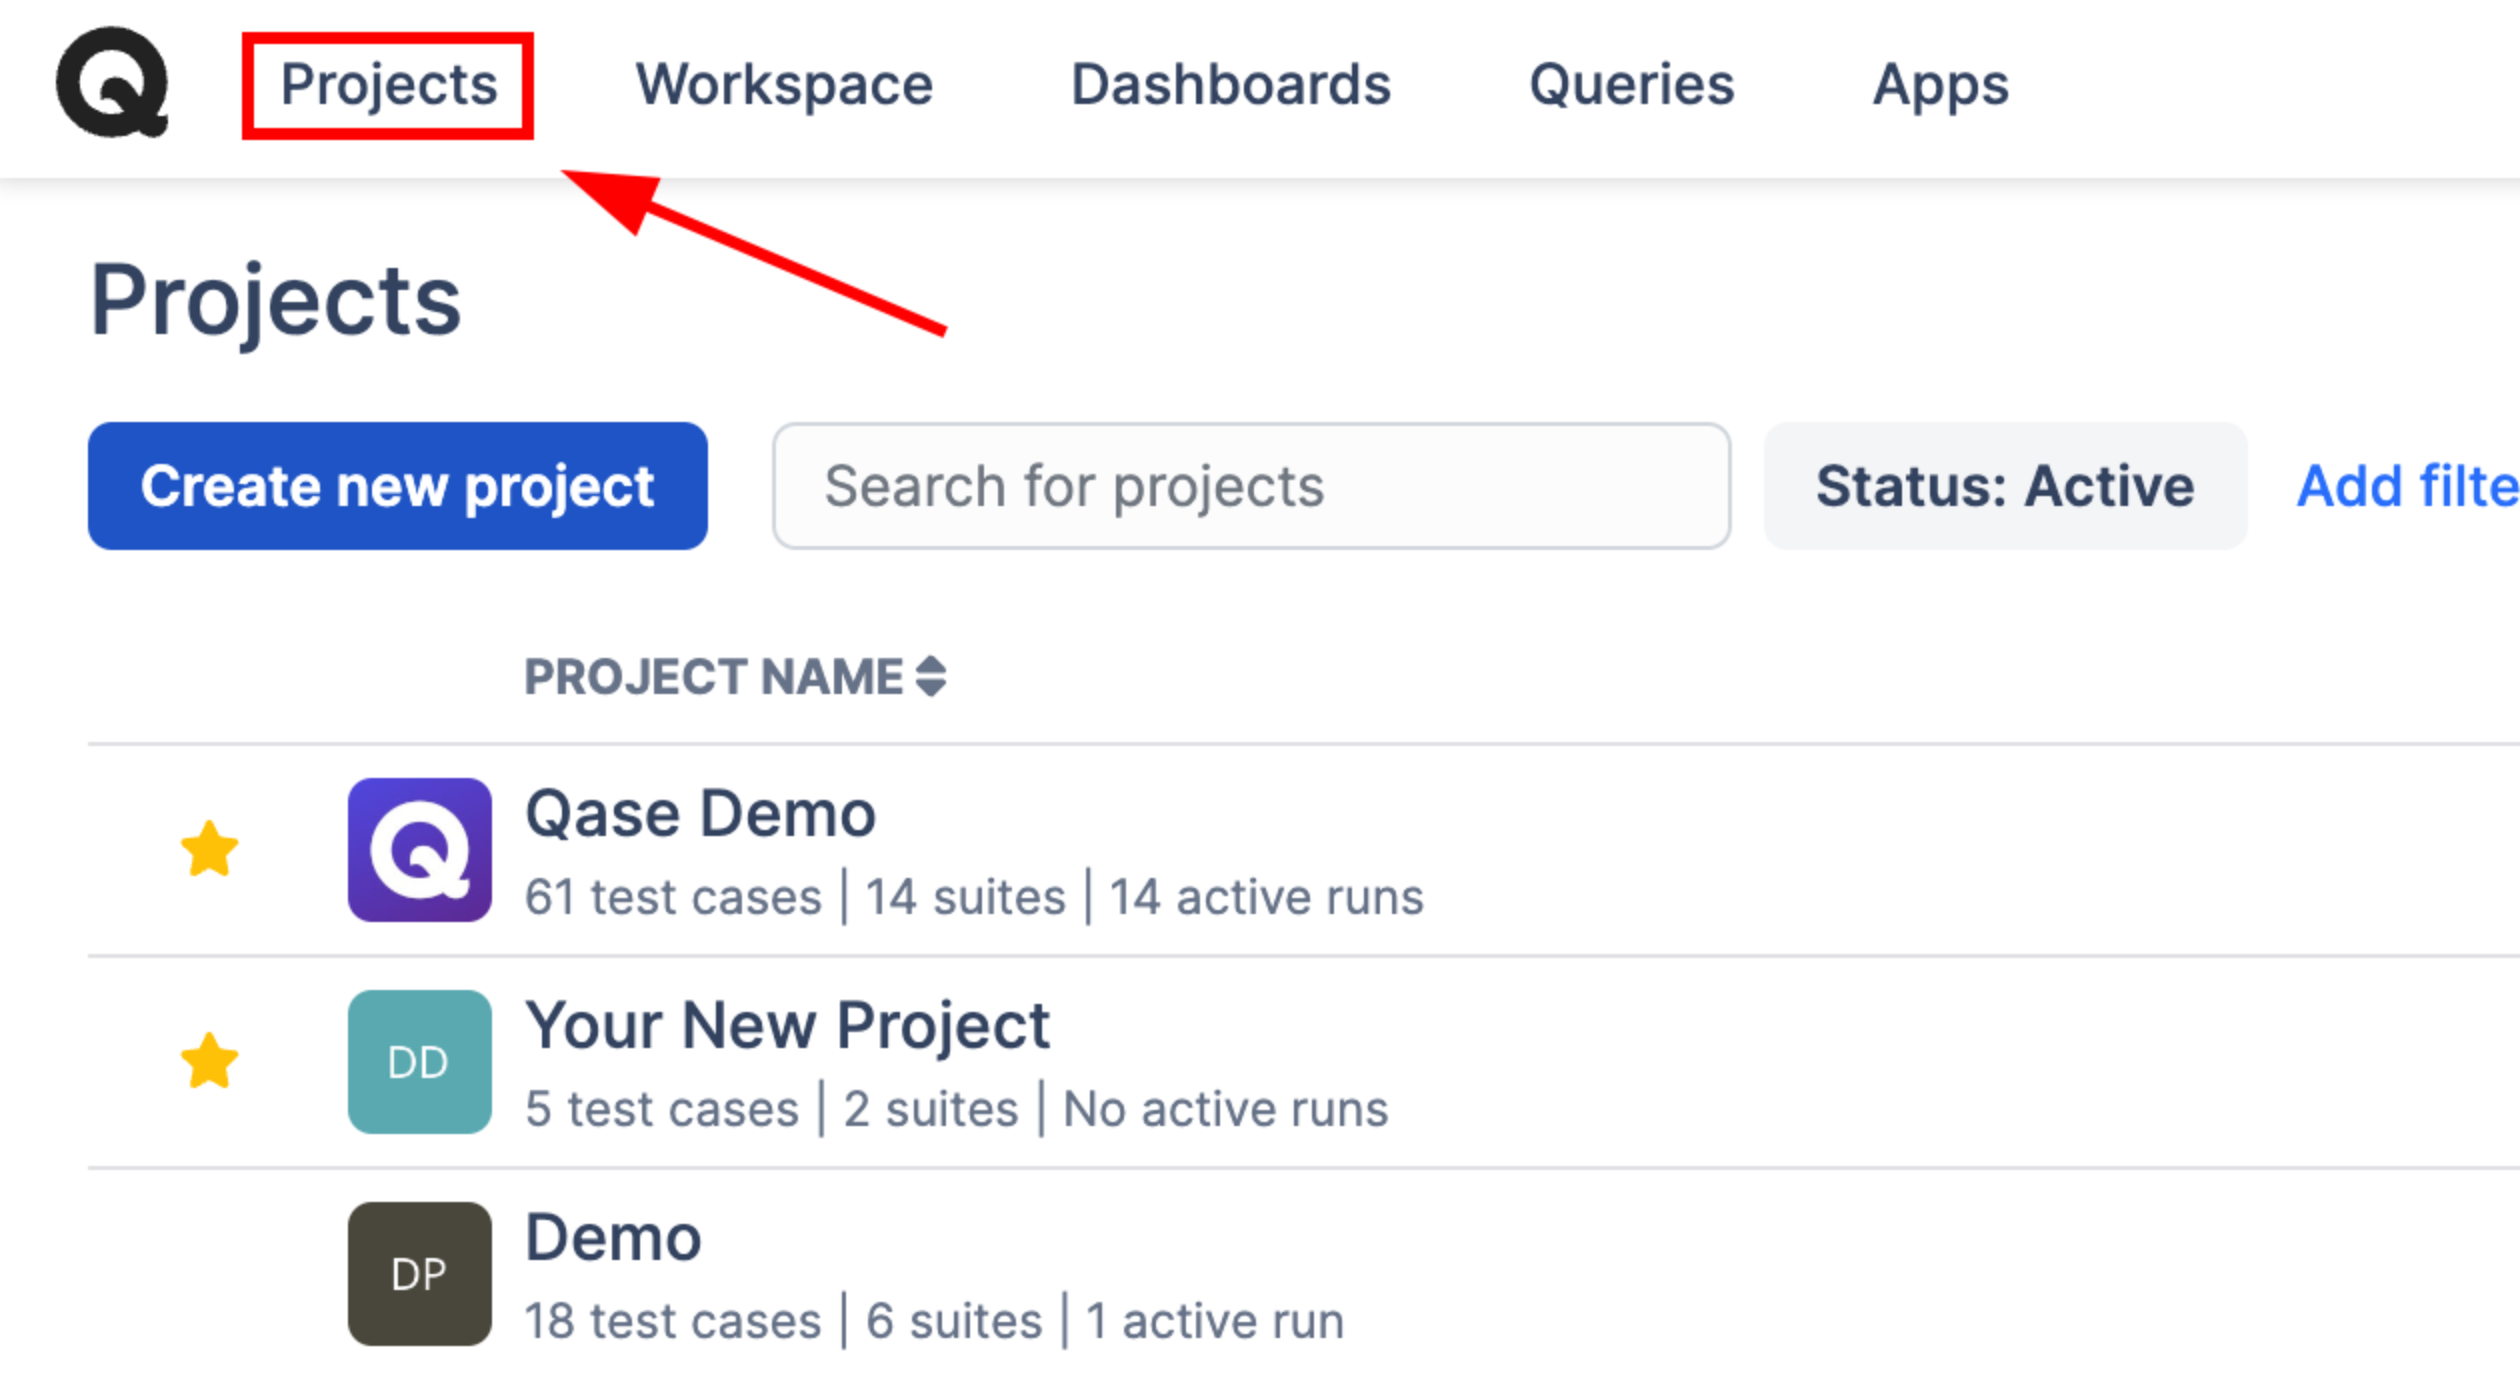 Projects Workspace Dashboards Queries Apps
Projects
Create new project Search for projects Status: Active Add filte
PROJECT NAME
Qase Demo
61 test cases | 14 suites | 14 active runs
DD
Your New Project
5 test cases | 2 suites | No active runs
DP
Demo
18 test cases | 6 suites | 1 active run